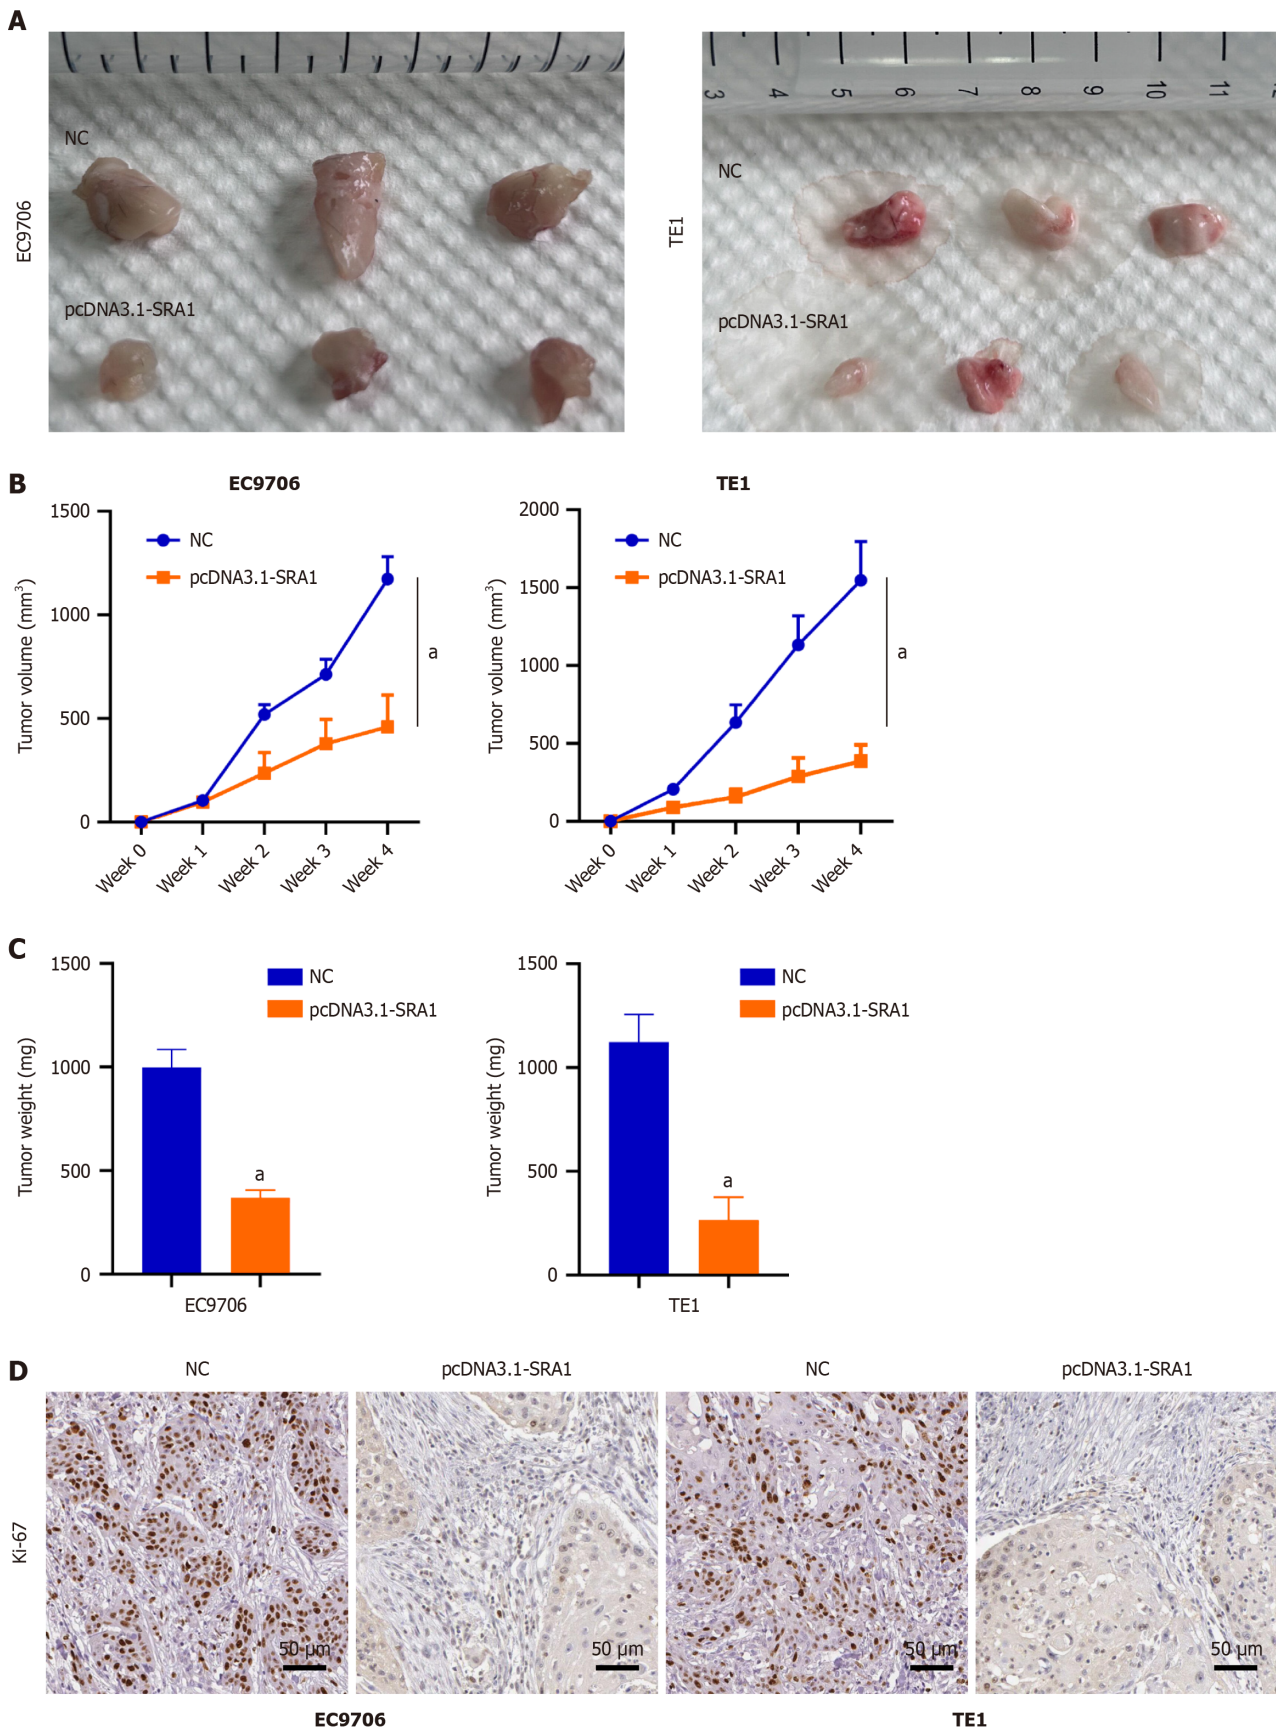 A
NC
pcDNA3.1-SRA1
EC9706
3 4 5 6 7 8 9 10 11
NC
pcDNA3.1-SRA1
TE1
B
EC9706
1500
1000
500
0
Tumor volume (mm³)
NC
pcDNA3.1-SRA1
a
Week 0 Week 1 Week 2 Week 3 Week 4
TE1
2000
1500
1000
500
0
Tumor volume (mm³)
NC
pcDNA3.1-SRA1
a
Week 0 Week 1 Week 2 Week 3 Week 4
C
1500
1000
500
0
Tumor weight (mg)
NC
pcDNA3.1-SRA1
a
EC9706
1500
1000
500
0
Tumor weight (mg)
NC
pcDNA3.1-SRA1
a
TE1
D
NC pcDNA3.1-SRA1 NC pcDNA3.1-SRA1
Ki-67
50 μm 50 μm 50 μm 50 μm
EC9706 TE1